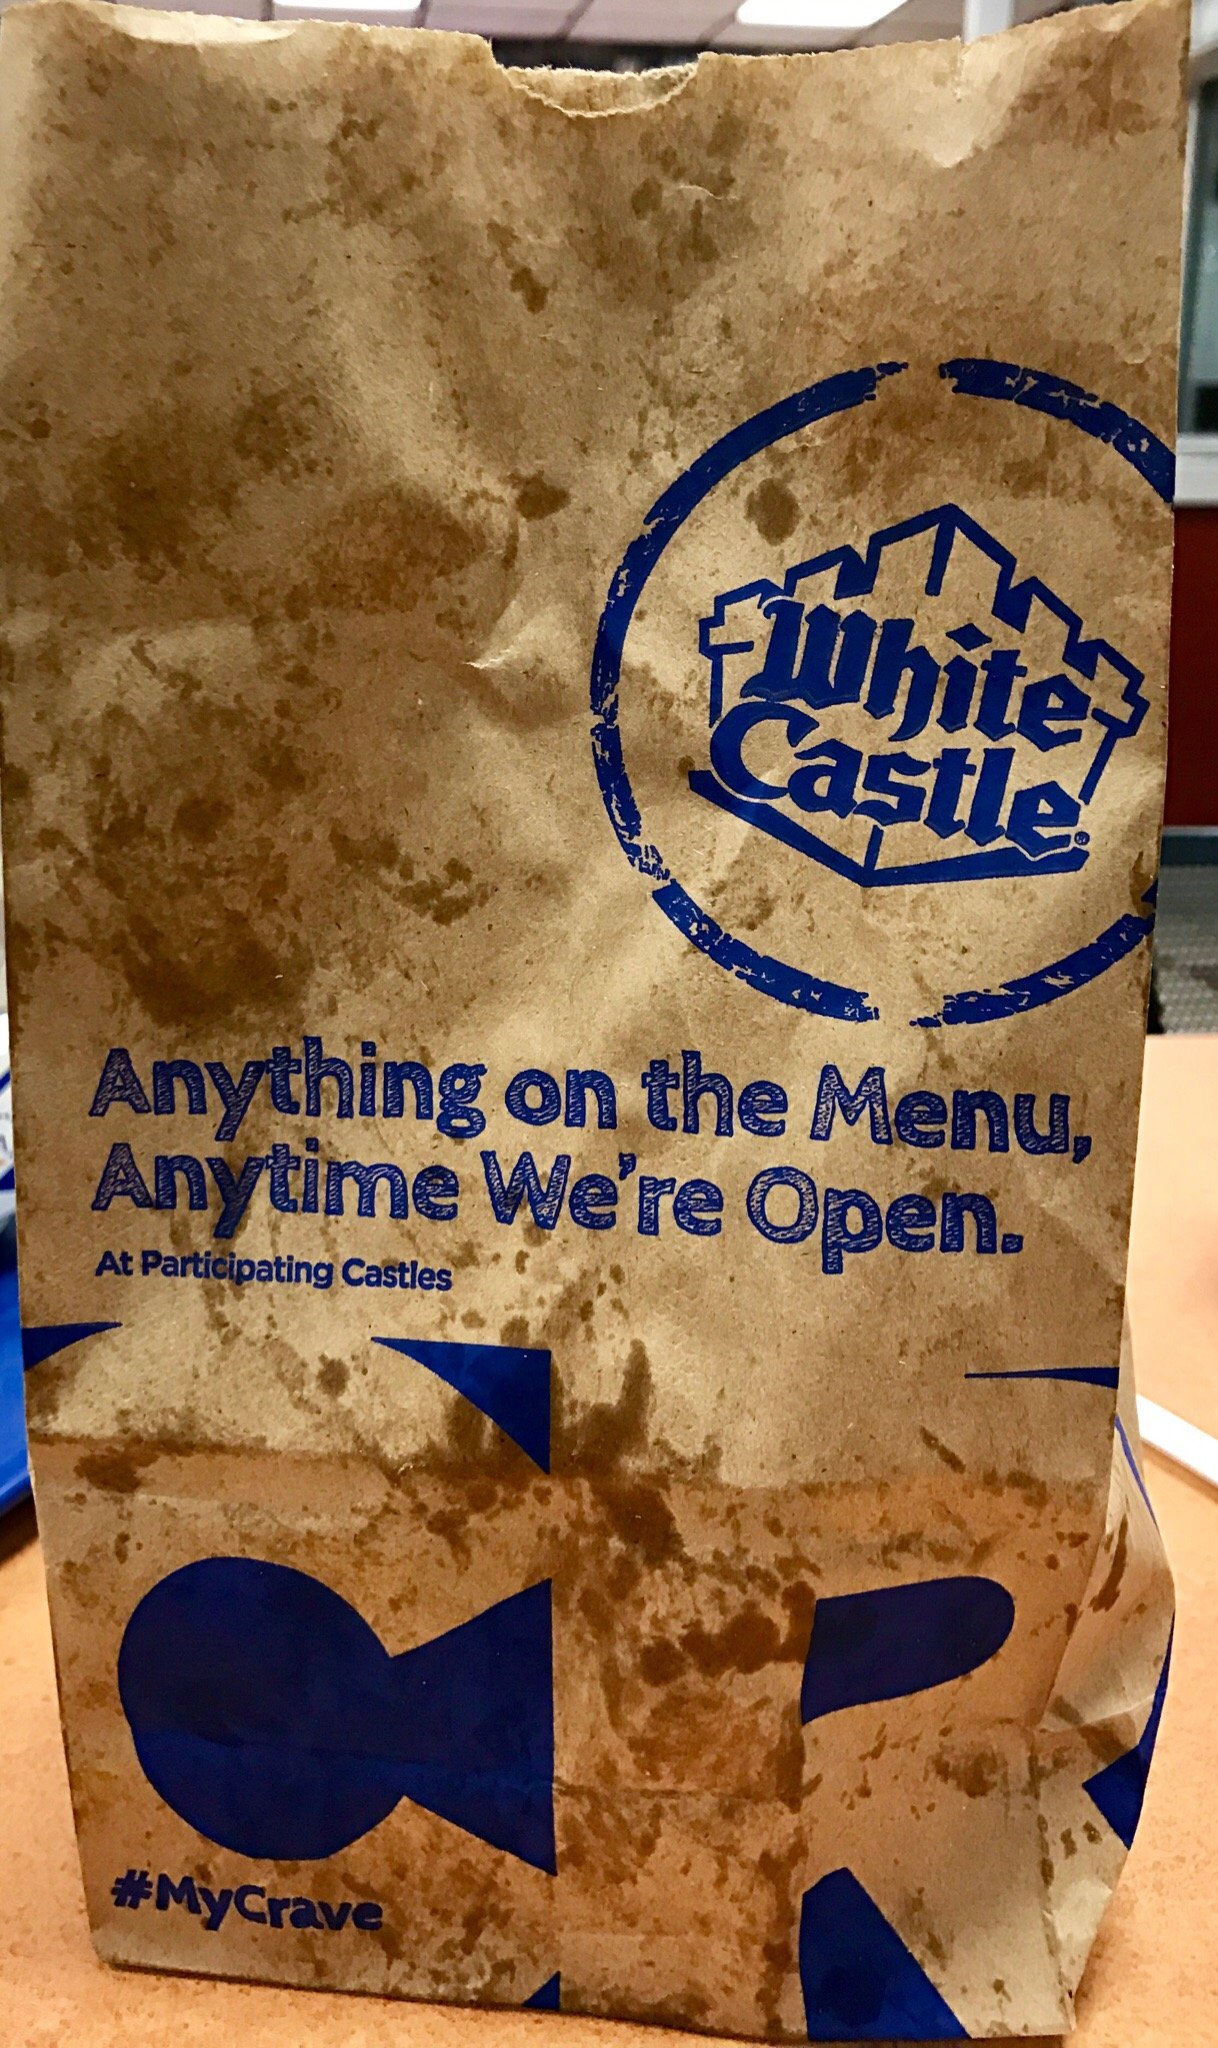 White
Castle®
Anything on the Menu,
Anytime We're Open.
At Participating Castles
#MyCrave